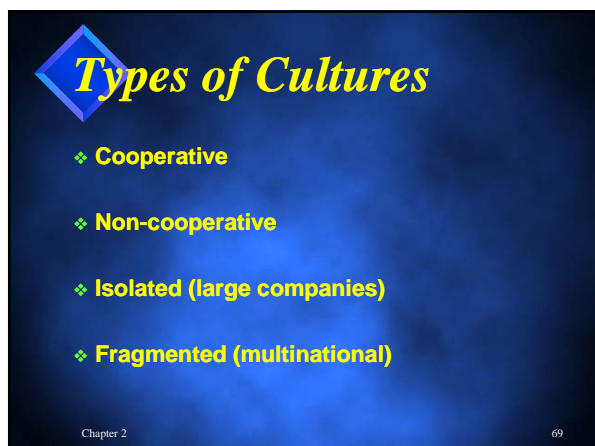 Types of Cultures
❖ Cooperative
❖ Non-cooperative
❖ Isolated (large companies)
❖ Fragmented (multinational)
Chapter 2 69